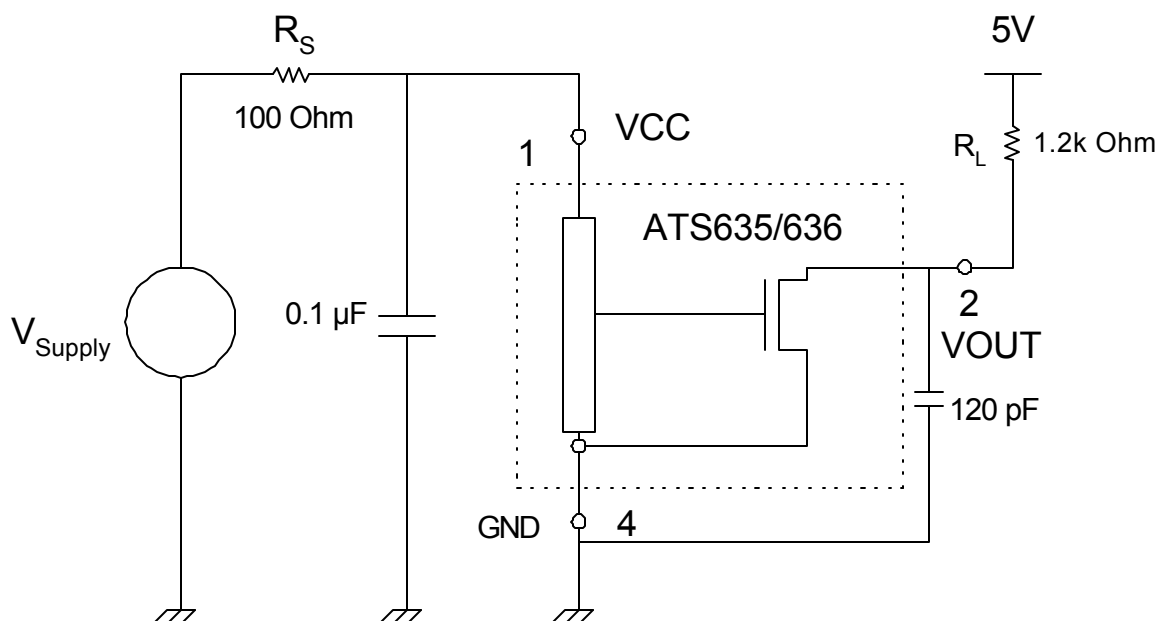 R_S
100 Ohm
5V
R_L
1.2k Ohm
VCC
1
ATS635/636
2
VOUT
0.1 µF
V_Supply
120 pF
GND
4